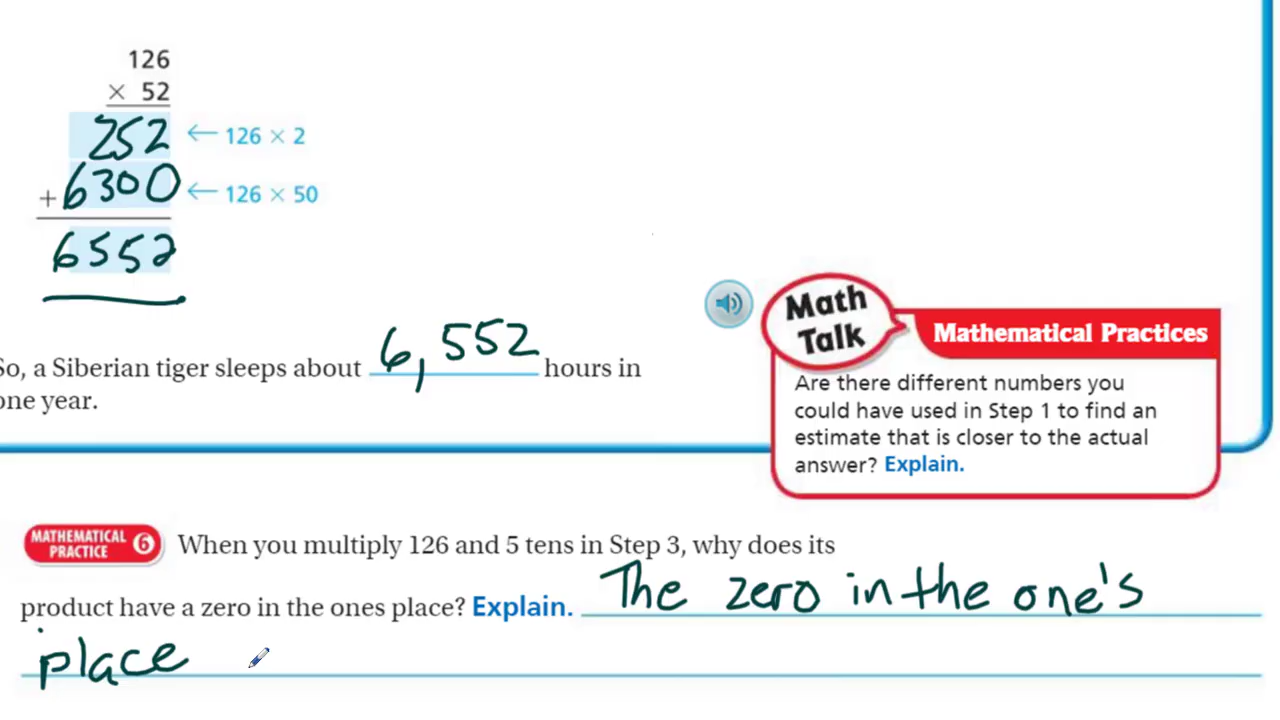 126
× 52
252 ← 126 × 2
+ 6300 ← 126 × 50
6552
So, a Siberian tiger sleeps about 6,552 hours in
one year.
Math
Talk
Mathematical Practices
Are there different numbers you
could have used in Step 1 to find an
estimate that is closer to the actual
answer? Explain.
MATHEMATICAL
PRACTICE 6
When you multiply 126 and 5 tens in Step 3, why does its
product have a zero in the ones place? Explain. The zero in the one's
place